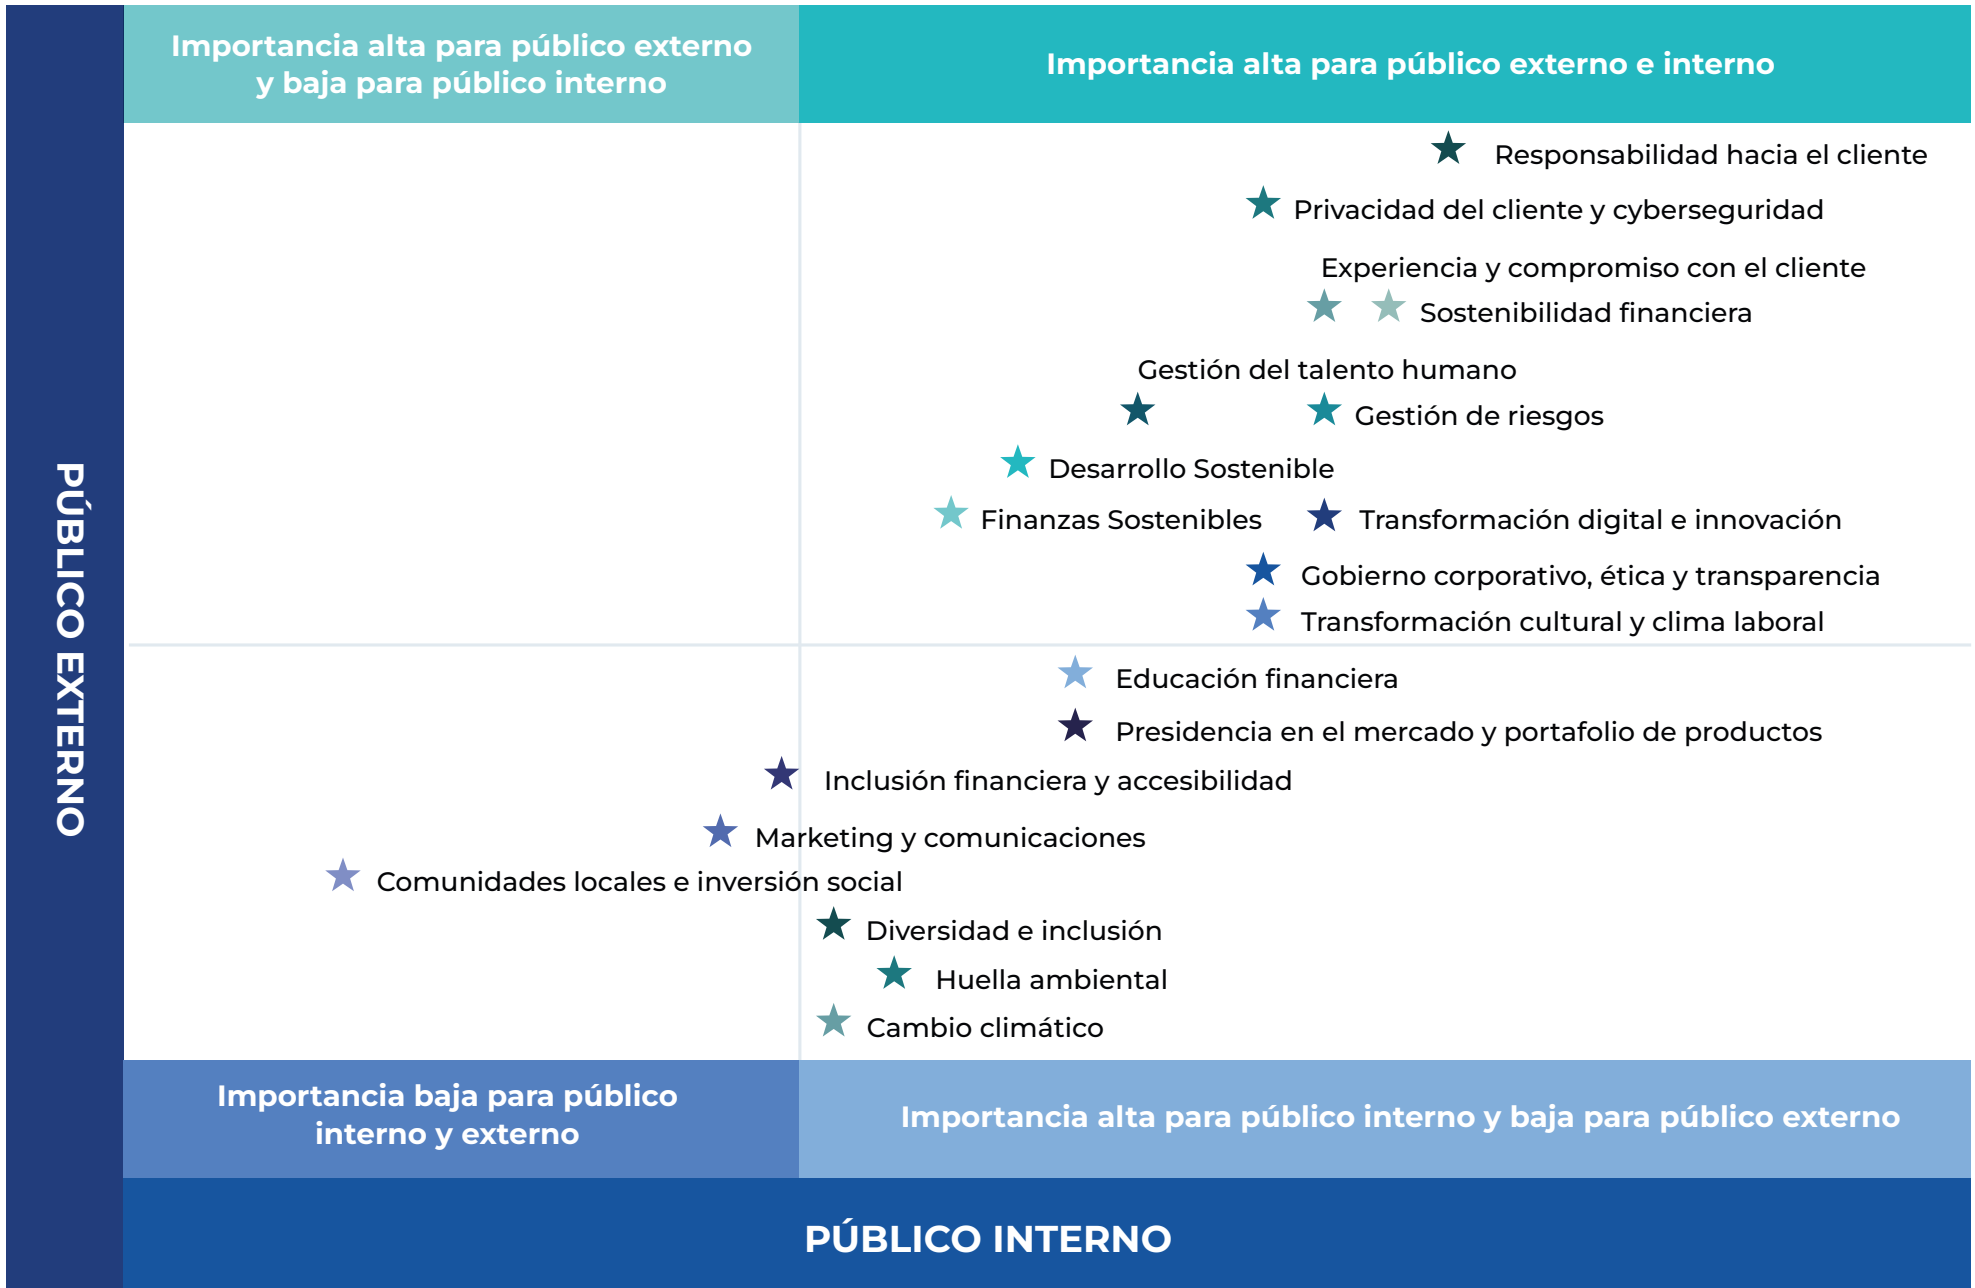 Importancia alta para público externo
y baja para público interno
Importancia alta para público externo e interno
PÚBLICO EXTERNO
Responsabilidad hacia el cliente
Privacidad del cliente y cyberseguridad
Experiencia y compromiso con el cliente
Sostenibilidad financiera
Gestión del talento humano
Gestión de riesgos
Desarrollo Sostenible
Finanzas Sostenibles
Transformación digital e innovación
Gobierno corporativo, ética y transparencia
Transformación cultural y clima laboral
Educación financiera
Presidencia en el mercado y portafolio de productos
Inclusión financiera y accesibilidad
Marketing y comunicaciones
Comunidades locales e inversión social
Diversidad e inclusión
Huella ambiental
Cambio climático
Importancia baja para público
interno y externo
Importancia alta para público interno y baja para público externo
PÚBLICO INTERNO